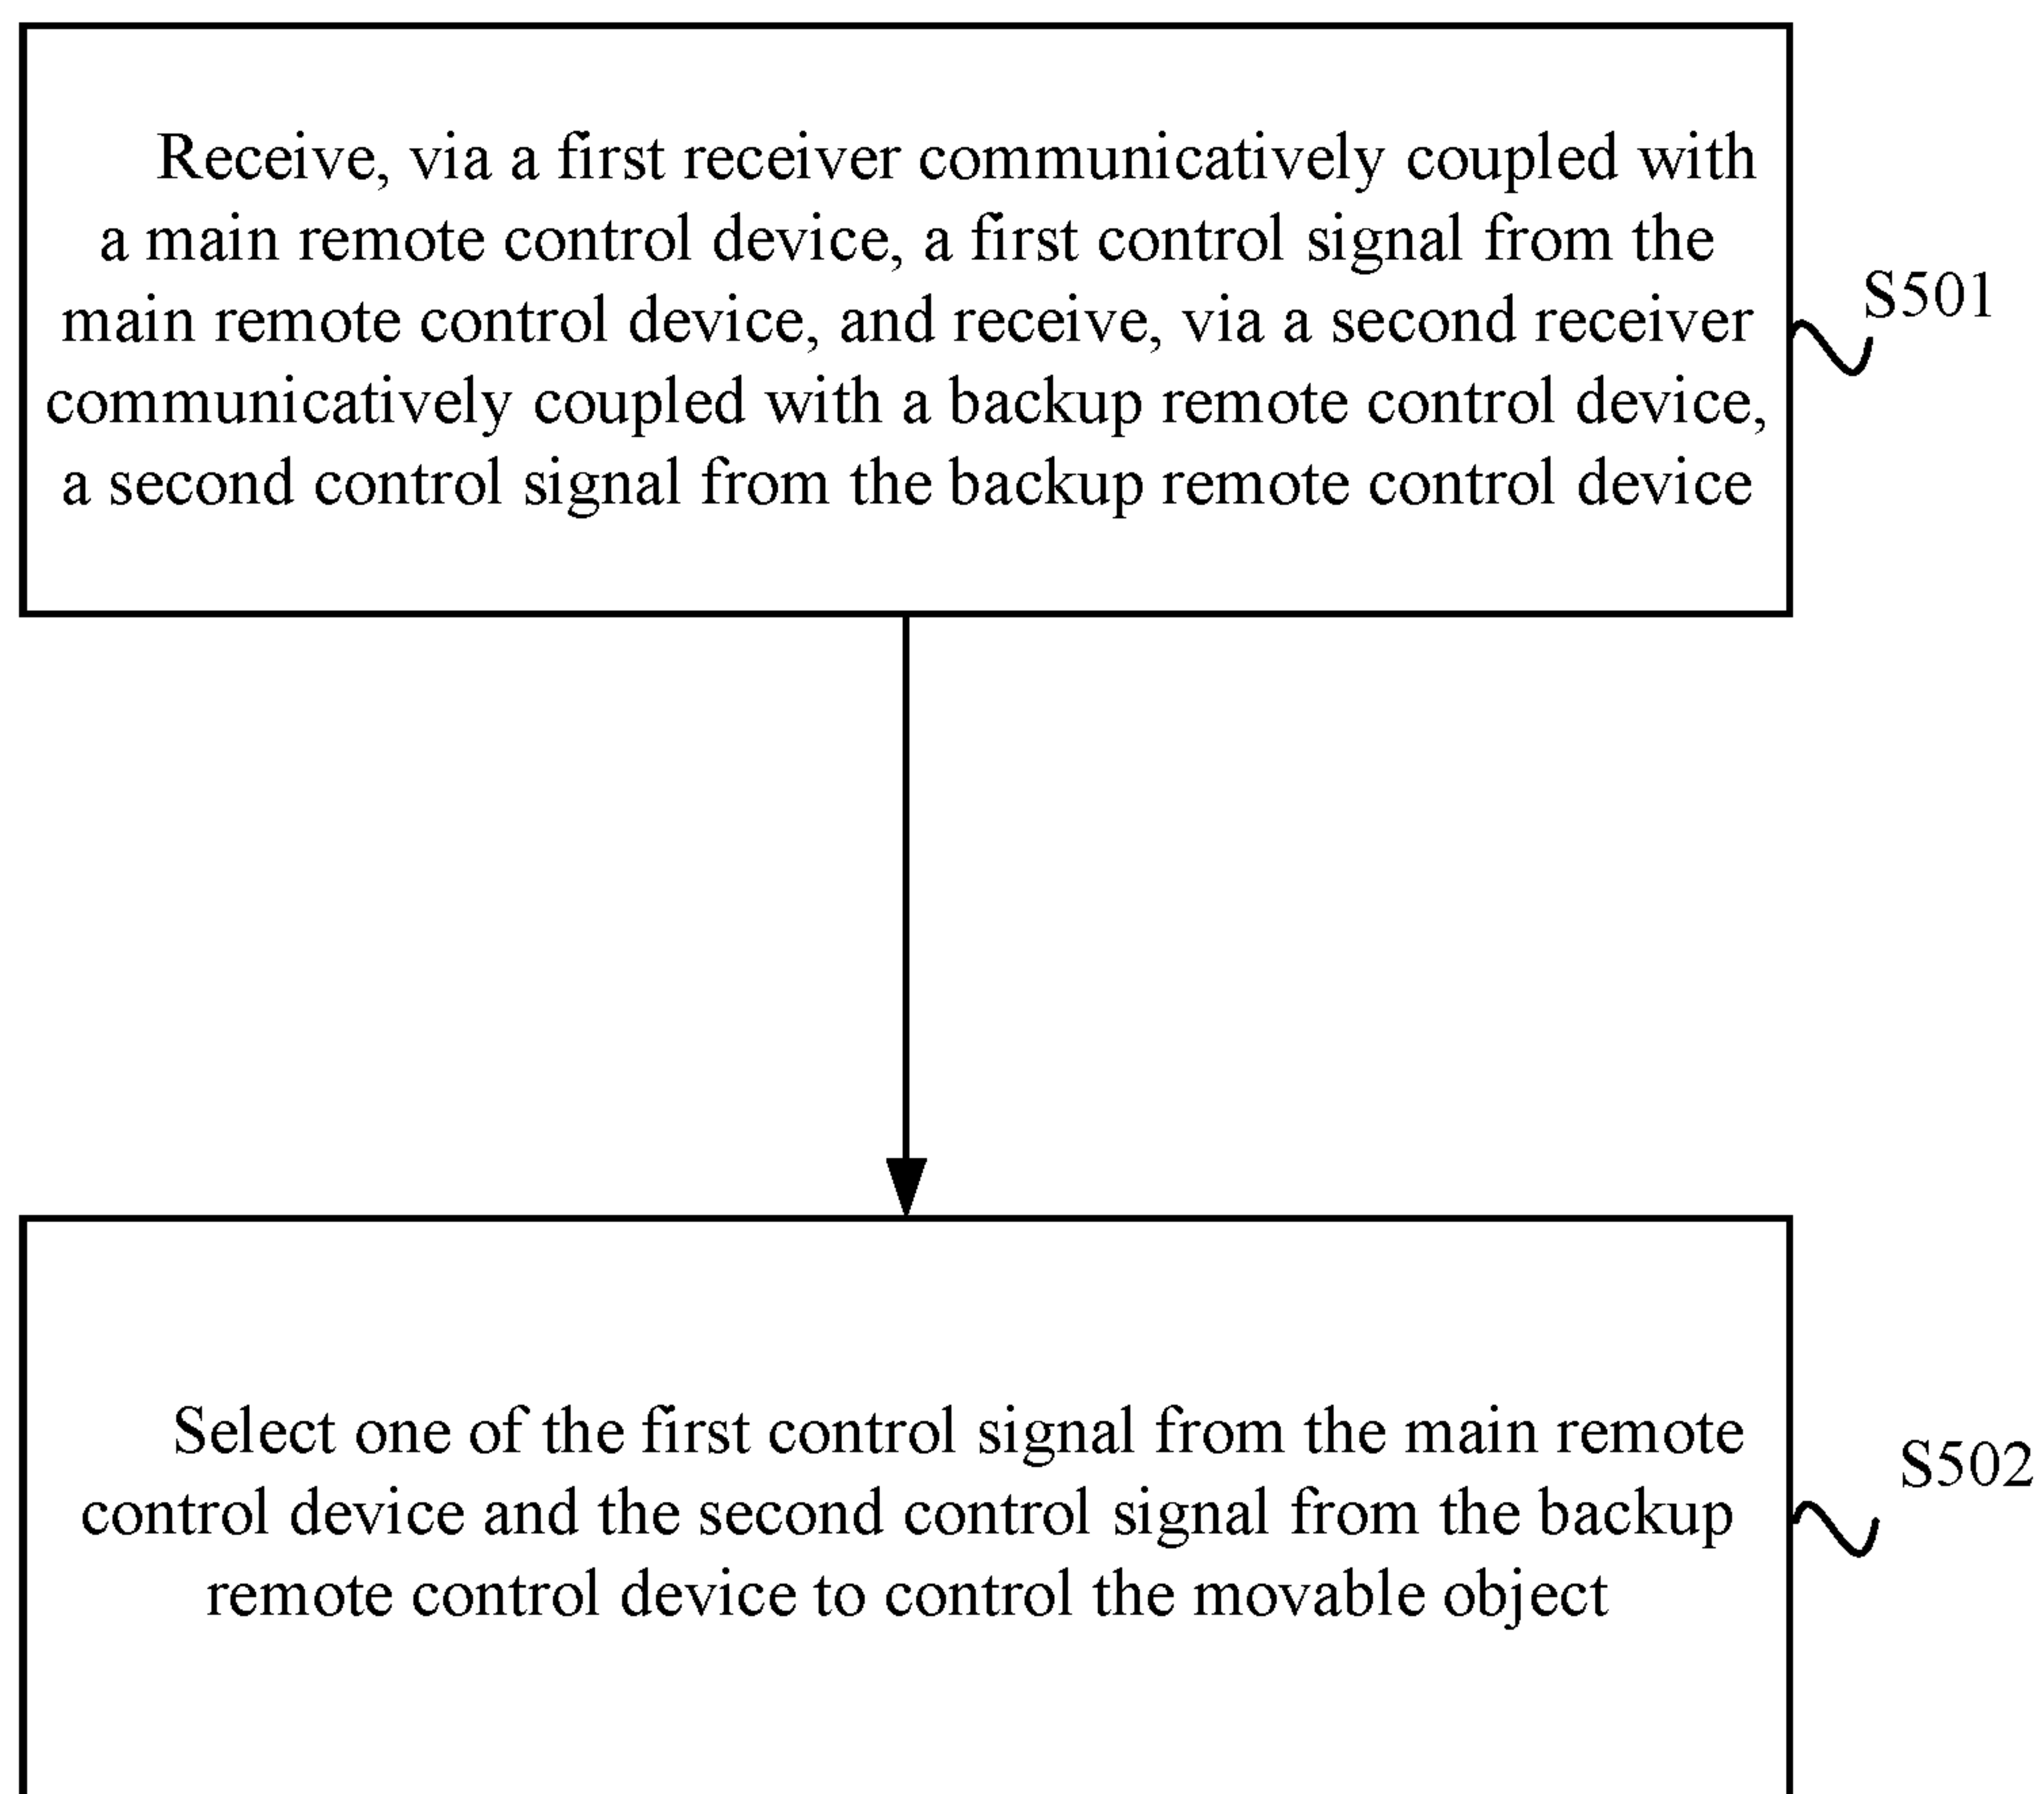 Receive, via a first receiver communicatively coupled with
a main remote control device, a first control signal from the
main remote control device, and receive, via a second receiver
communicatively coupled with a backup remote control device,
a second control signal from the backup remote control device
S501
Select one of the first control signal from the main remote
control device and the second control signal from the backup
remote control device to control the movable object
S502